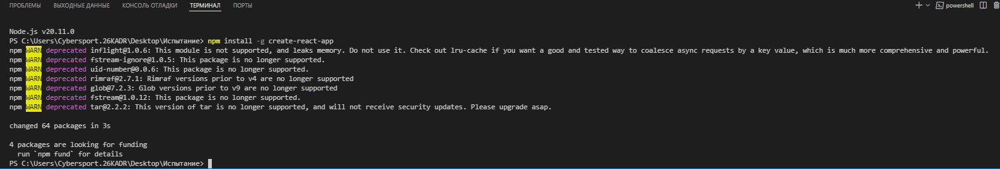 ПРОБЛЕМЫ ВЫХОДНЫЕ ДАННЫЕ КОНСОЛЬ ОТЛАДКИ ТЕРМИНАЛ ПОРТЫ powershell
Node.js v20.11.0
PS C:\Users\Cybersport.26KADR\Desktop\Испытание> npm install -g create-react-app
npm WARN deprecated inflight@1.0.6: This module is not supported, and leaks memory. Do not use it. Check out lru-cache if you want a good and tested way to coalesce async requests by a key value, which is much more comprehensive and powerful.
npm WARN deprecated fstream-ignore@1.0.5: This package is no longer supported.
npm WARN deprecated uid-number@0.0.6: This package is no longer supported.
npm WARN deprecated rimraf@2.7.1: Rimraf versions prior to v4 are no longer supported
npm WARN deprecated glob@7.2.3: Glob versions prior to v9 are no longer supported
npm WARN deprecated fstream@1.0.12: This package is no longer supported.
npm WARN deprecated tar@2.2.2: This version of tar is no longer supported, and will not receive security updates. Please upgrade asap.
changed 64 packages in 3s
4 packages are looking for funding
run `npm fund` for details
PS C:\Users\Cybersport.26KADR\Desktop\Испытание>